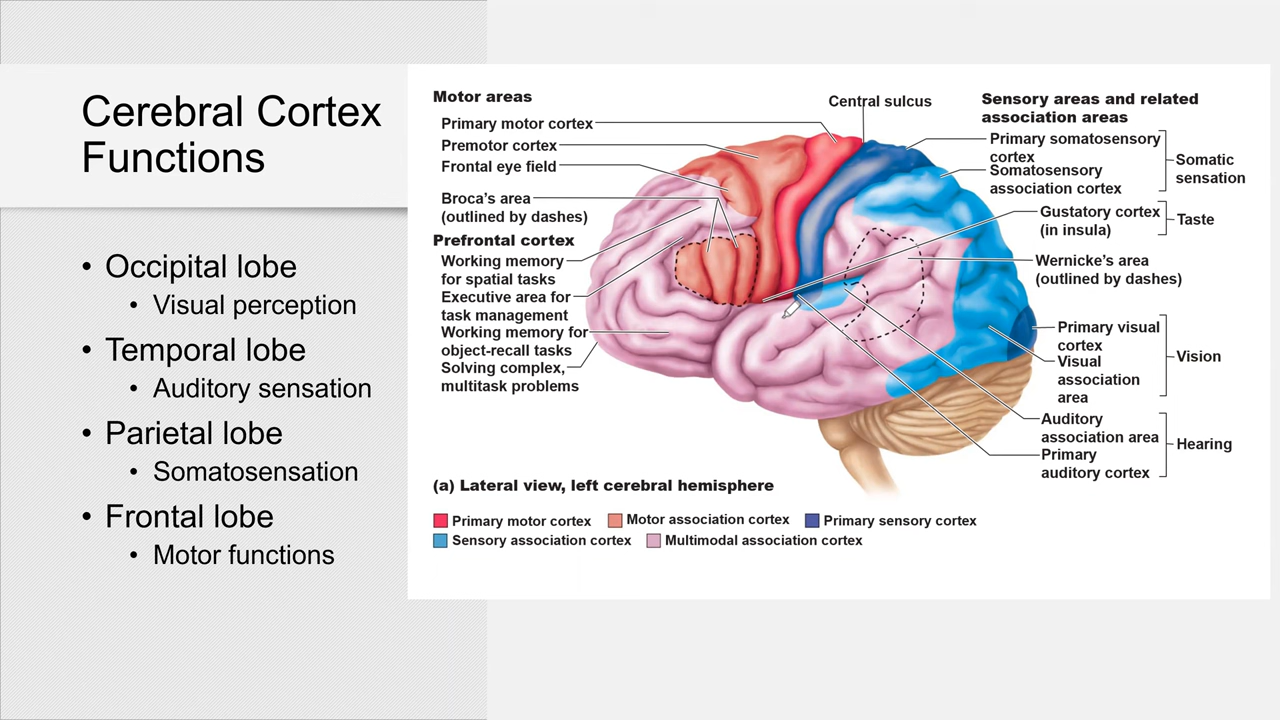 Cerebral Cortex
Functions
• Occipital lobe
• Visual perception
• Temporal lobe
• Auditory sensation
• Parietal lobe
• Somatosensation
• Frontal lobe
• Motor functions
Motor areas
Primary motor cortex
Premotor cortex
Frontal eye field
Broca's area
(outlined by dashes)
Prefrontal cortex
Working memory
for spatial tasks
Executive area for
task management
Working memory for
object-recall tasks
Solving complex,
multitask problems
Central sulcus
Sensory areas and related
association areas
Primary somatosensory
cortex
Somatosensory
association cortex
Somatic
sensation
Gustatory cortex
(in insula)
Taste
Wernicke's area
(outlined by dashes)
Primary visual
cortex
Visual
association
area
Vision
Auditory
association area
Primary
auditory cortex
Hearing
(a) Lateral view, left cerebral hemisphere
Primary motor cortex
Motor association cortex
Primary sensory cortex
Sensory association cortex
Multimodal association cortex